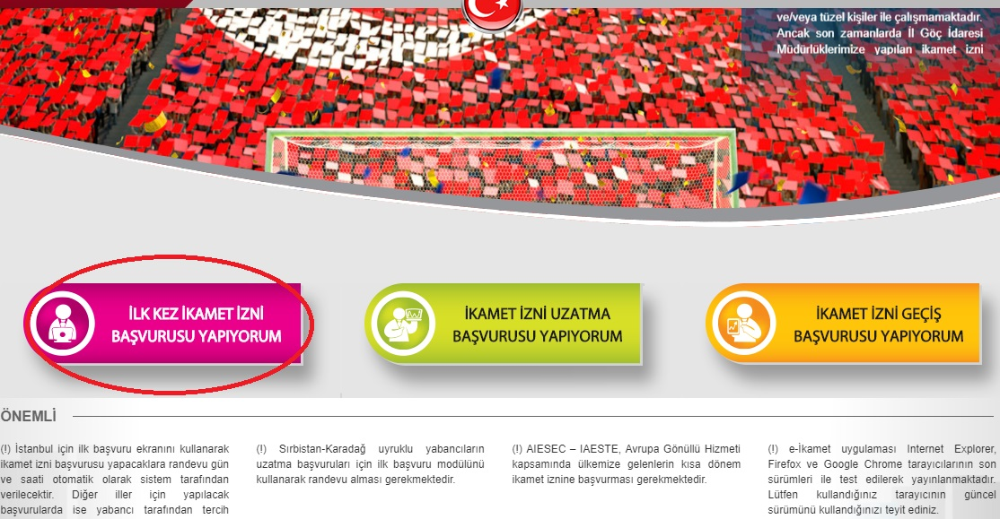 ve/veya tüzel kişiler ile çalışmamaktadır.
Ancak son zamanlarda İl Göç İdaresi
Müdürlüklerimize yapılan ikamet izni
İLK KEZ İKAMET İZNİ
BAŞVURUSU YAPIYORUM
İKAMET İZNİ UZATMA
BAŞVURUSU YAPIYORUM
İKAMET İZNİ GEÇİŞ
BAŞVURUSU YAPIYORUM
ÖNEMLİ
(!) İstanbul için ilk başvuru ekranını kullanarak
ikamet izni başvurusu yapacaklara randevu gün
ve saati otomatik olarak sistem tarafından
verilecektir. Diğer iller için yapılacak
başvurularda ise yabancı tarafından tercih
(!) Sırbistan-Karadağ uyruklu yabancıların
uzatma başvuruları için ilk başvuru modülünü
kullanarak randevu alması gerekmektedir.
(!) AIESEC – IAESTE, Avrupa Gönüllü Hizmeti
kapsamında ülkemize gelenlerin kısa dönem
ikamet iznine başvurması gerekmektedir.
(!) e-İkamet uygulaması Internet Explorer,
Firefox ve Google Chrome tarayıcılarının son
sürümleri ile test edilerek yayınlanmaktadır.
Lütfen kullandığınız tarayıcının güncel
sürümünü kullandığınızı teyit ediniz.